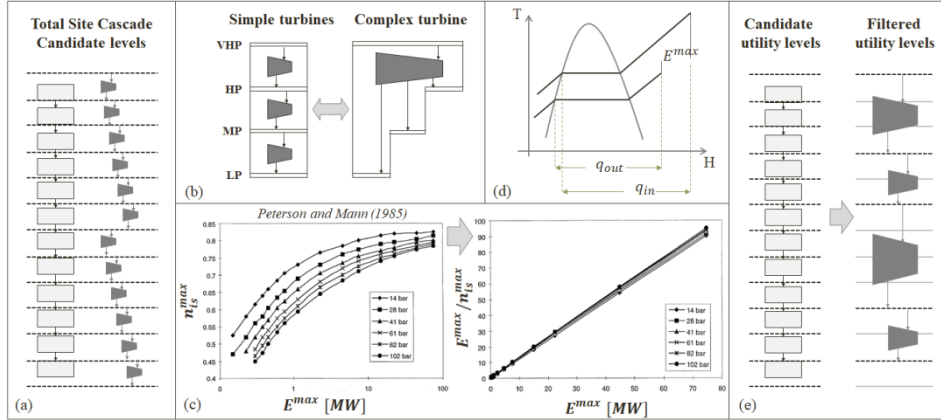 Total Site Cascade
Candidate levels
(a)
Simple turbines
Complex turbine
VHP
HP
MP
LP
(b)
T
E^max
H
q_out
q_in
(d)
Peterson and Mann (1985)
n_is^max
0.85
0.8
0.75
0.7
0.65
0.6
0.55
0.5
0.45
0.4
14 bar
28 bar
41 bar
61 bar
82 bar
102 bar
1
10
100
E^max [MW]
(c)
E^max/n_is^max
100
90
80
70
60
50
40
30
20
10
0
14 bar
28 bar
41 bar
61 bar
82 bar
102 bar
0 10 20 30 40 50 60 70 80
E^max [MW]
Candidate
utility levels
Filtered
utility levels
(e)